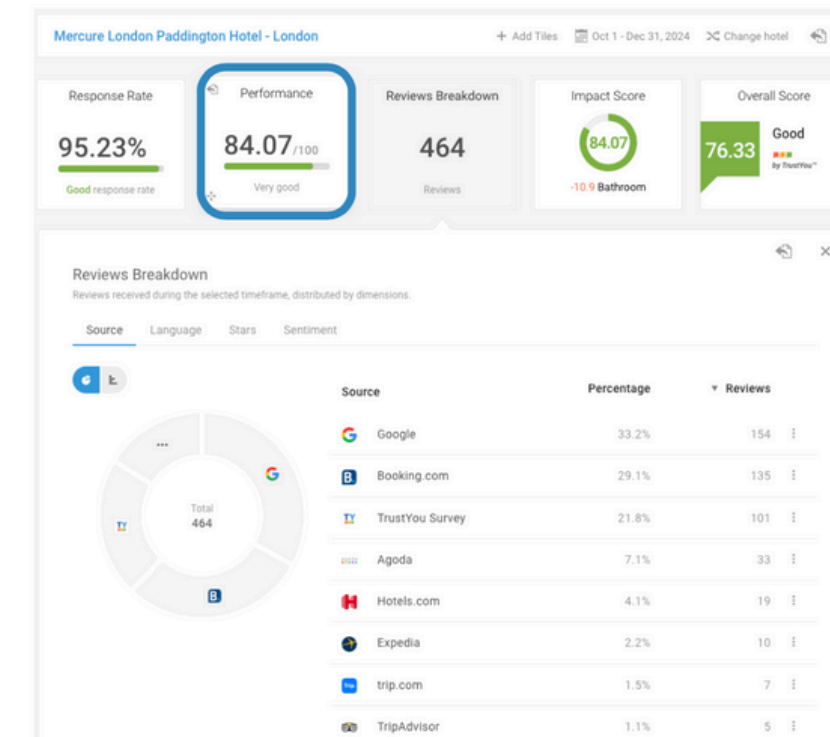 Mercure London Paddington Hotel - London
+ Add Tiles Oct 1 - Dec 31, 2024 Change hotel
Response Rate
95.23%
Good response rate
Performance
84.07/100
Very good
Reviews Breakdown
464
Reviews
Impact Score
84.07
-10.9 Bathroom
Overall Score
76.33
Good
by TrustYou™
Reviews Breakdown
Reviews received during the selected timeframe, distributed by dimensions.
Source Language Stars Sentiment
Total
464
TY
B.
Source Percentage Reviews
Google 33.2% 154
B. Booking.com 29.1% 135
TY TrustYou Survey 21.8% 101
Agoda 7.1% 33
Hotels.com 4.1% 19
Expedia 2.2% 10
Trip trip.com 1.5% 7
TripAdvisor 1.1% 5